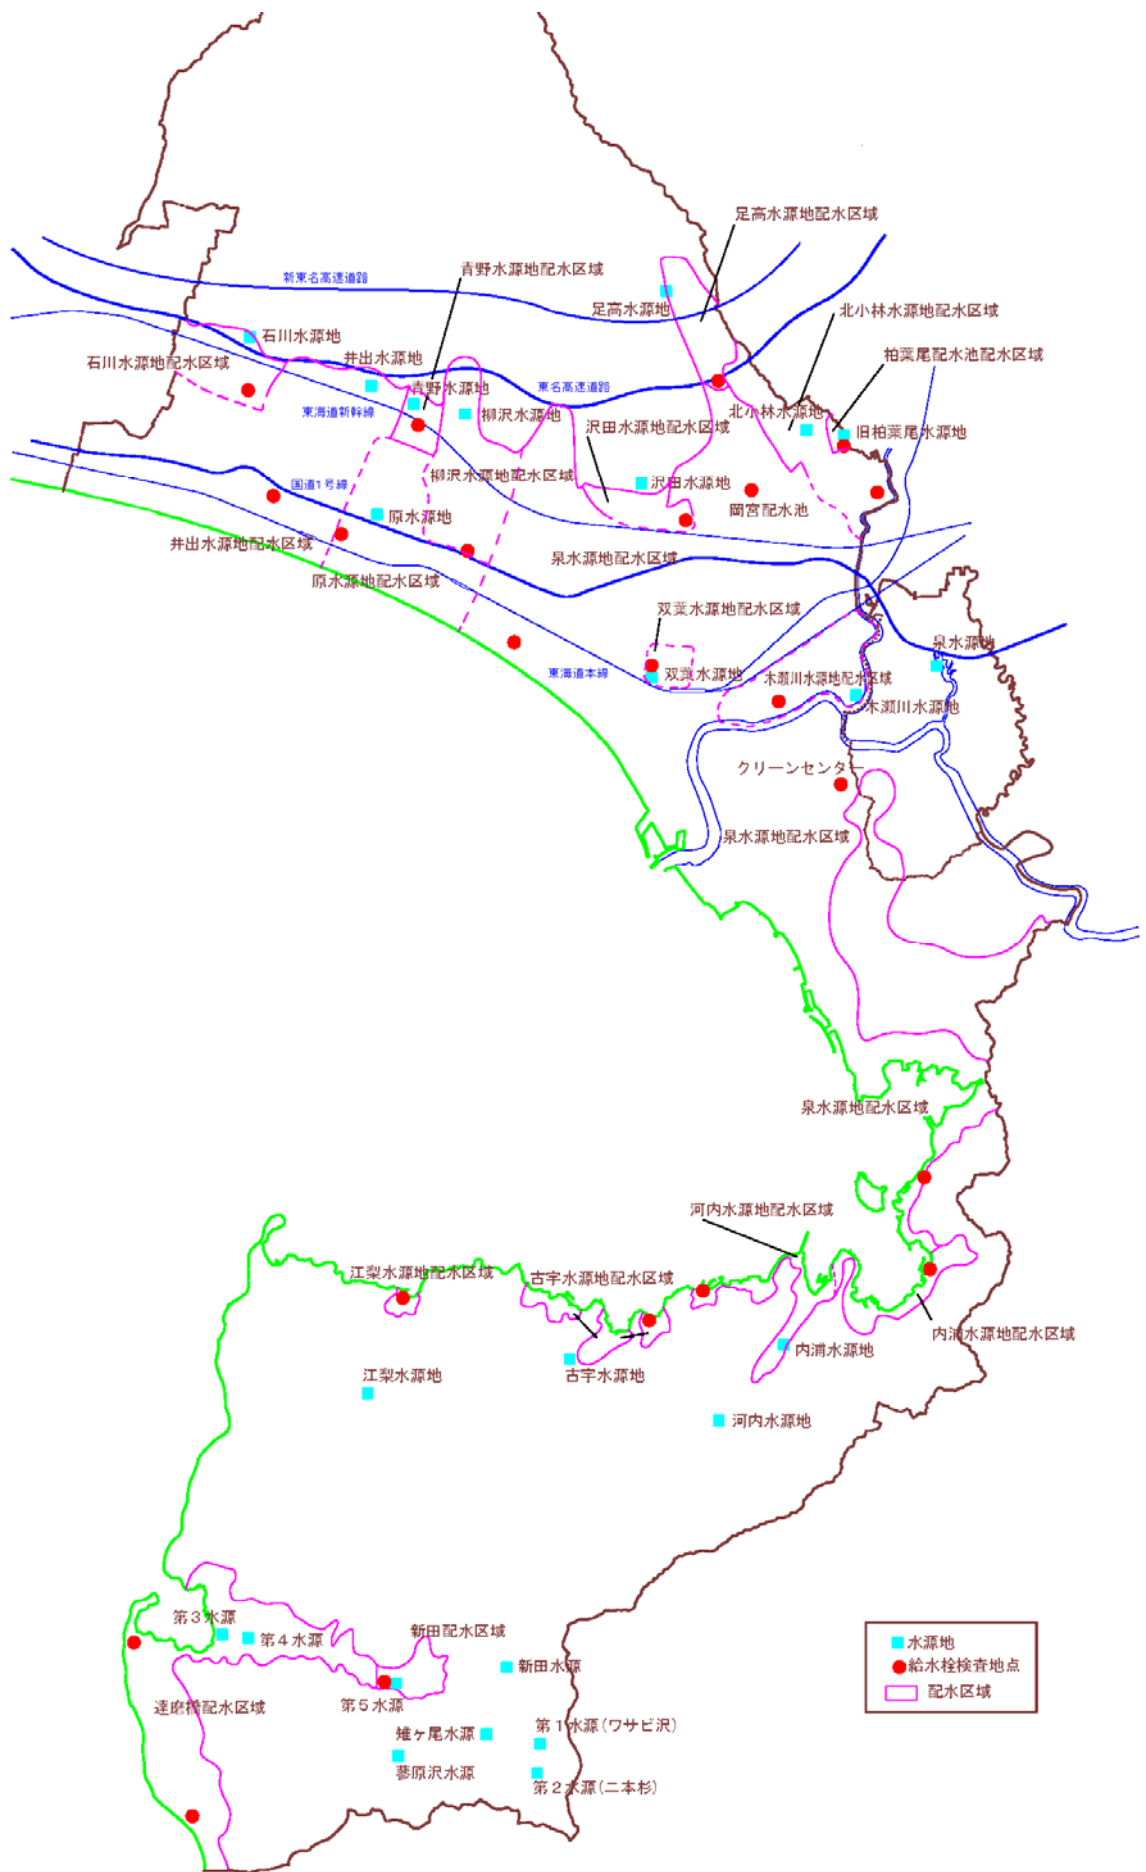 足高水源地配水区域
青野水源地配水区域
新東名高速道路
足高水源地
北小林水源地配水区域
石川水源地
井出水源地
柏葉尾配水池配水区域
石川水源地配水区域
東名高速道路
青野水源地
東海道新幹線
柳沢水源地
北小林水源地
沢田水源地配水区域
旧柏葉尾水源地
柳沢水源地配水区域
沢田水源地
国道1号線
岡宮配水池
原水源地
井出水源地配水区域
泉水源地配水区域
原水源地配水区域
双葉水源地配水区域
泉水源地
東海道本線
双葉水源地
木瀬川水源地配水区域
木瀬川水源地
クリーンセンター
泉水源地配水区域
泉水源地配水区域
河内水源地配水区域
江梨水源地配水区域
古宇水源地配水区域
内浦水源地配水区域
内浦水源地
江梨水源地
古宇水源地
河内水源地
第3水源
第4水源
新田配水区域
新田水源
水源地
給水栓検査地点
配水区域
達磨橋配水区域
第5水源
雉ヶ尾水源
第1水源(ワサビ沢)
蓼原沢水源
第2水源(二本杉)